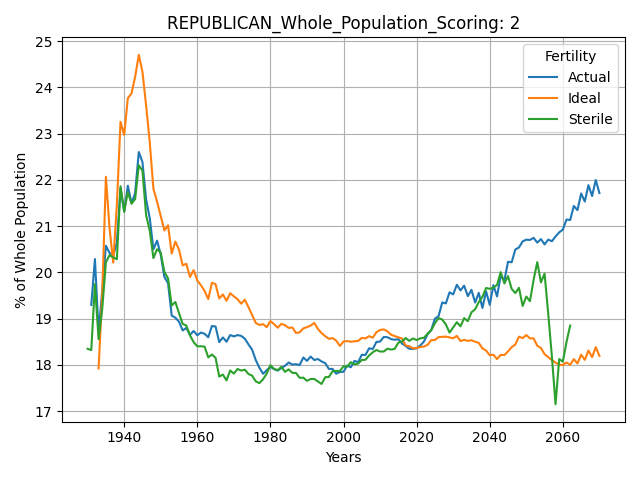 REPUBLICAN_Whole_Population_Scoring: 2
% of Whole Population
25
24
23
22
21
20
19
18
17
1940 1960 1980 2000 2020 2040 2060
Years
Fertility
Actual
Ideal
Sterile